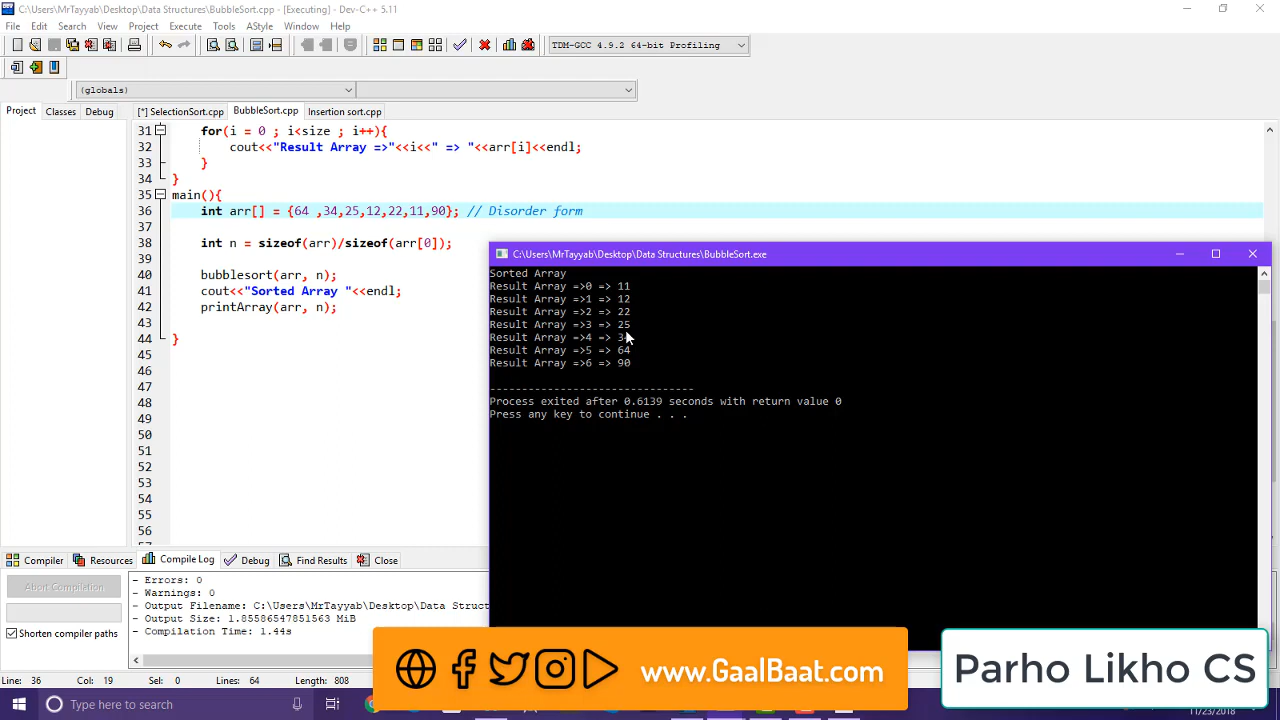 C:\Users\MrTayyab\Desktop\Data Structures\BubbleSort.cpp - [Executing] - Dev-C++ 5.11
File Edit Search View Project Execute Tools AStyle Window Help
TDM-GCC 4.9.2 64-bit Profiling
(globals)
Project Classes Debug [*] SelectionSort.cpp BubbleSort.cpp Insertion sort.cpp
31 for(i = 0 ; i<size ; i++){
32 cout<<"Result Array =>"<<i<<" => "<<arr[i]<<endl;
33 }
34 }
35 main(){
36 int arr[] = {64 ,34,25,12,22,11,90}; // Disorder form
37
38 int n = sizeof(arr)/sizeof(arr[0]);
39
40 bubblesort(arr, n);
41 cout<<"Sorted Array "<<endl;
42 printArray(arr, n);
43
44 }
45
46
47
48
49
50
51
52
53
54
55
56
C:\Users\MrTayyab\Desktop\Data Structures\BubbleSort.exe
Sorted Array
Result Array =>0 => 11
Result Array =>1 => 12
Result Array =>2 => 22
Result Array =>3 => 25
Result Array =>4 =>
Result Array =>5 => 64
Result Array =>6 => 90
--------------------------------
Process exited after 0.6139 seconds with return value 0
Press any key to continue . . .
Compiler Resources Compile Log Debug Find Results Close
Abort Compilation
Shorten compiler paths
- Errors: 0
- Warnings: 0
- Output Filename: C:\Users\MrTayyab\Desktop\Data Struct
- Output Size: 1.85586547851563 MiB
- Compilation Time: 1.44s
www.GaalBaat.com
Parho Likho CS
Line: 36 Col: 19 Sel: 0 Lines: 64 Length: 808
Type here to search
11/23/2018